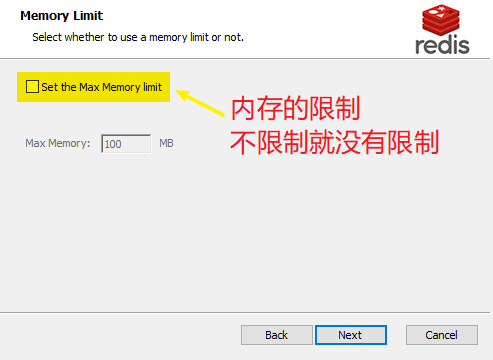 Memory Limit
Select whether to use a memory limit or not.
redis
Set the Max Memory limit
内存的限制
不限制就没有限制
Max Memory: 100 MB
Back Next Cancel